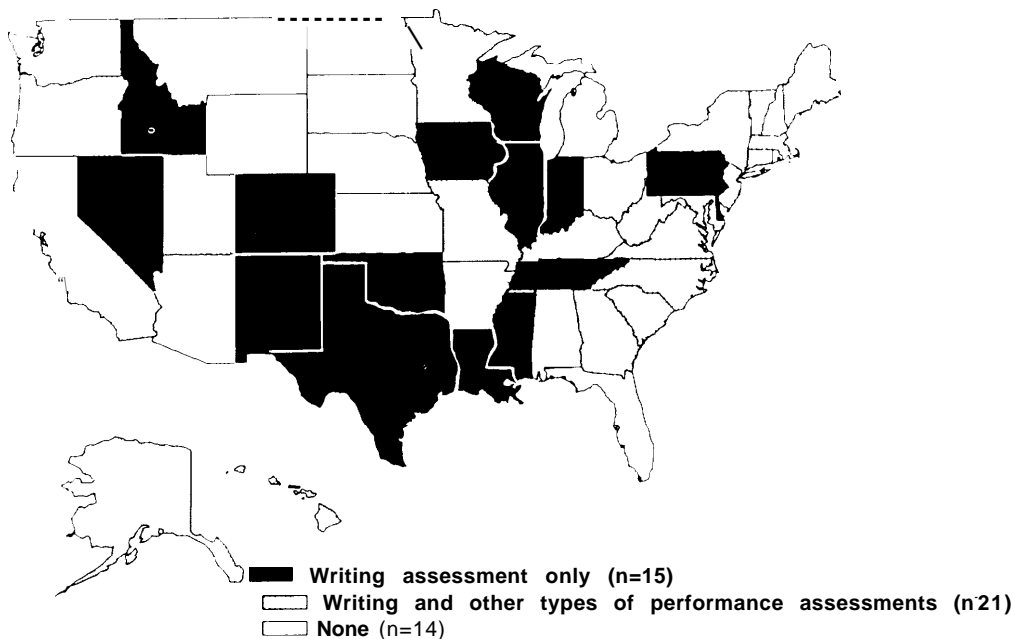 Writing assessment only (n=15)
Writing and other types of performance assessments (n-21)
None (n=14)